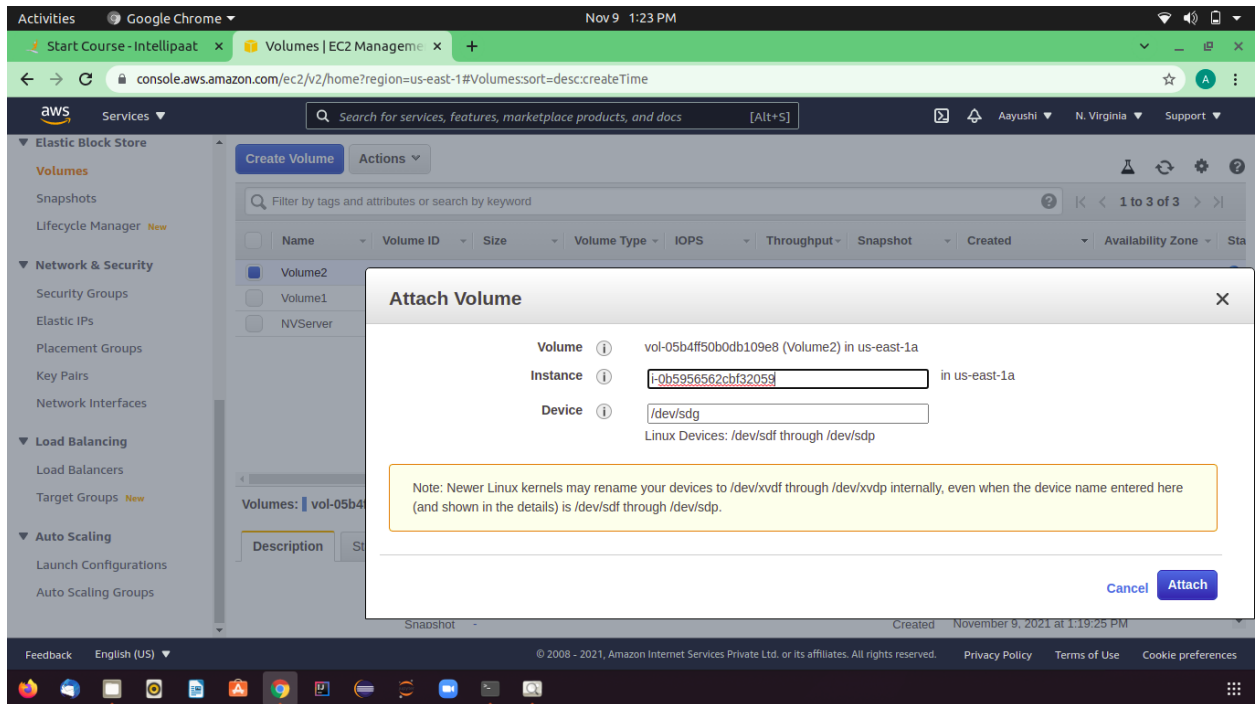 Activities Google Chrome Nov 9 1:23 PM
Start Course - Intellipaat × Volumes | EC2 Managemen × +
console.aws.amazon.com/ec2/v2/home?region=us-east-1#Volumes:sort=desc:createTime A
aws Services Search for services, features, marketplace products, and docs [Alt+S] Aayushi N. Virginia Support
Elastic Block Store
Volumes
Snapshots
Lifecycle Manager New
Network & Security
Security Groups
Elastic IPs
Placement Groups
Key Pairs
Network Interfaces
Load Balancing
Load Balancers
Target Groups New
Auto Scaling
Launch Configurations
Auto Scaling Groups
Create Volume Actions
Filter by tags and attributes or search by keyword 1 to 3 of 3
Name Volume ID Size Volume Type IOPS Throughput Snapshot Created Availability Zone Sta
Volume2
Volume1
NVServer
Volumes: vol-05b4f
Description St
Snapshot - Created November 9, 2021 at 1:19:25 PM
Attach Volume
Volume i vol-05b4ff50b0db109e8 (Volume2) in us-east-1a
Instance i i-0b5956562cbf32059 in us-east-1a
Device i /dev/sdg
Linux Devices: /dev/sdf through /dev/sdp
Note: Newer Linux kernels may rename your devices to /dev/xvdf through /dev/xvdp internally, even when the device name entered here
(and shown in the details) is /dev/sdf through /dev/sdp.
Cancel Attach
Feedback English (US) © 2008 - 2021, Amazon Internet Services Private Ltd. or its affiliates. All rights reserved. Privacy Policy Terms of Use Cookie preferences